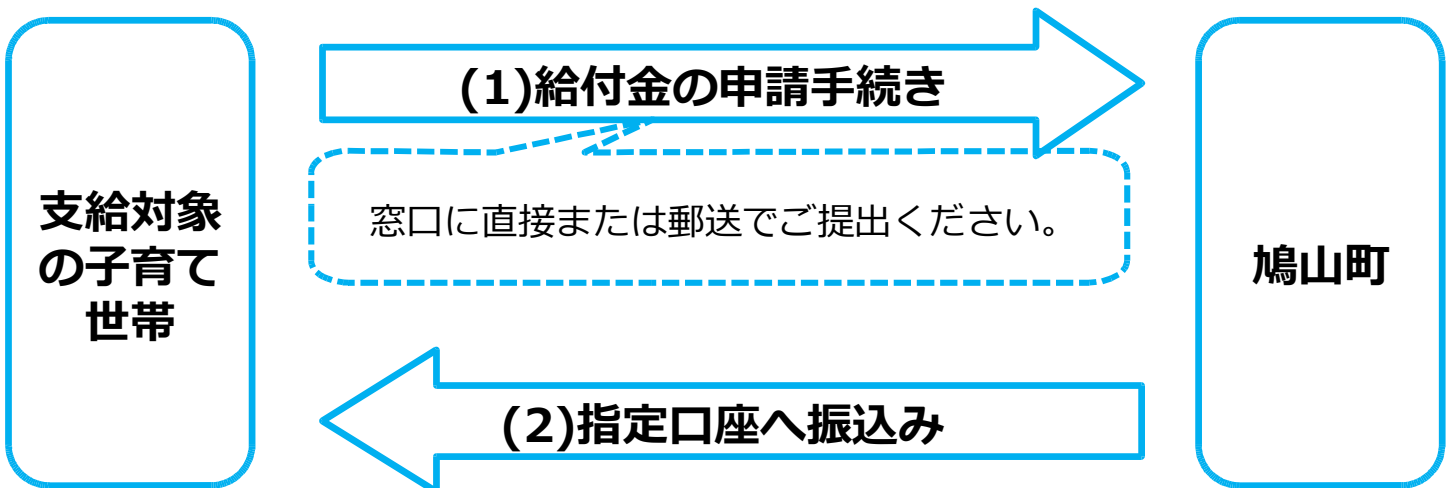 支給対象
の子育て
世帯
(1)給付金の申請手続き
窓口に直接または郵送でご提出ください。
(2)指定口座へ振込み
鳩山町